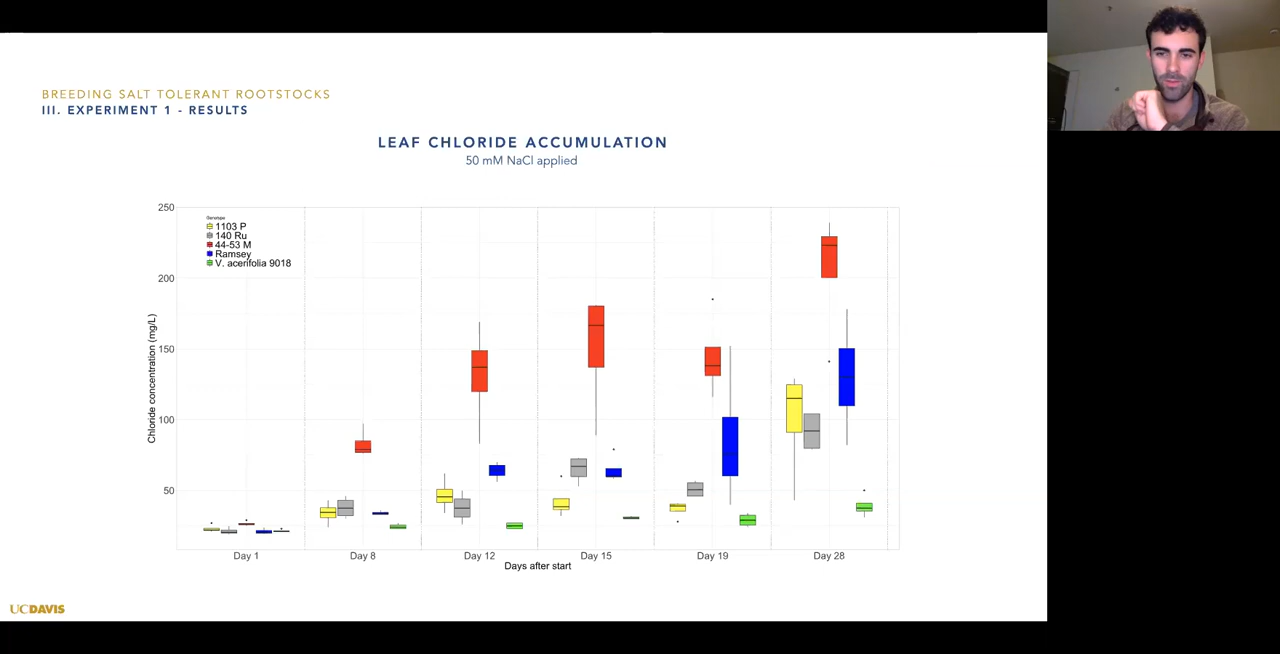 BREEDING SALT TOLERANT ROOTSTOCKS
III. EXPERIMENT 1 - RESULTS
LEAF CHLORIDE ACCUMULATION
50 mM NaCl applied
250
200
150
100
50
Chloride concentration (mg/L)
Genotype
1103 P
140 Ru
44-53 M
Ramsey
V. acerifolia 9018
Day 1
Day 8
Day 12
Day 15
Day 19
Day 28
Days after start
UCDAVIS